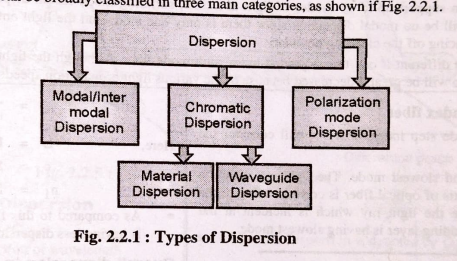 be broadly classified in three main categories, as shown if Fig. 2.2.1.
Dispersion
Modal/Inter
modal
Dispersion
Chromatic
Dispersion
Polarization
mode
Dispersion
Material
Dispersion
Waveguide
Dispersion
Fig. 2.2.1 : Types of Dispersion